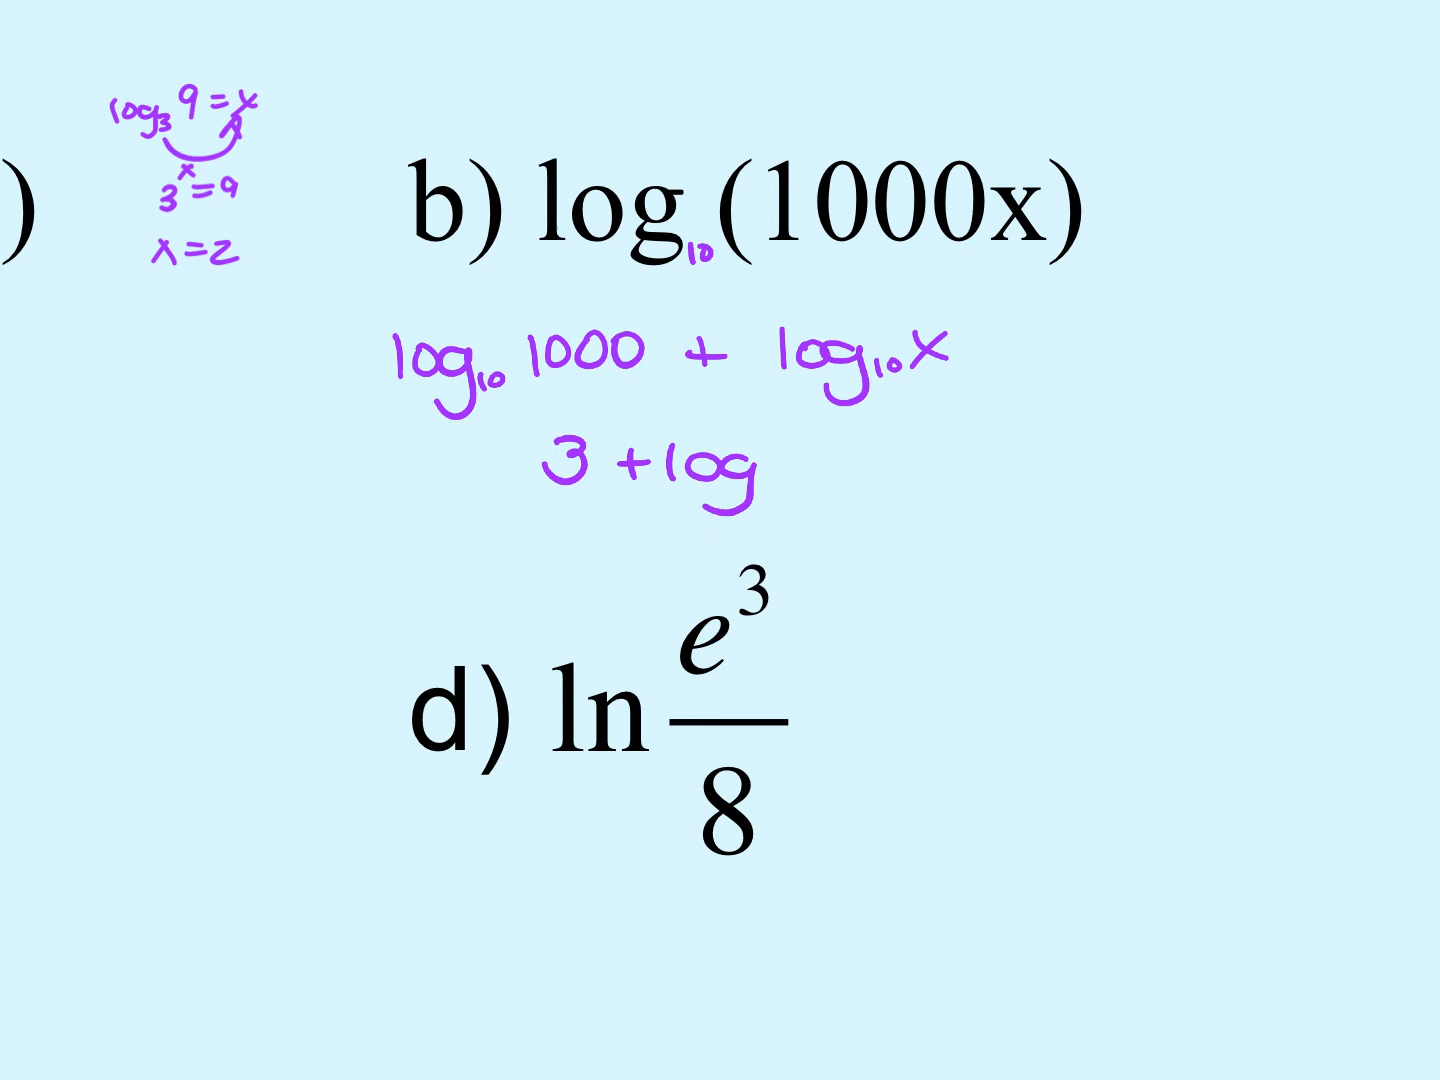 log₃ 9 = x
3ˣ = 9
x = 2
)
b) log₁₀(1000x)
log₁₀ 1000 + log₁₀ x
3 + log
d) ln e³/8